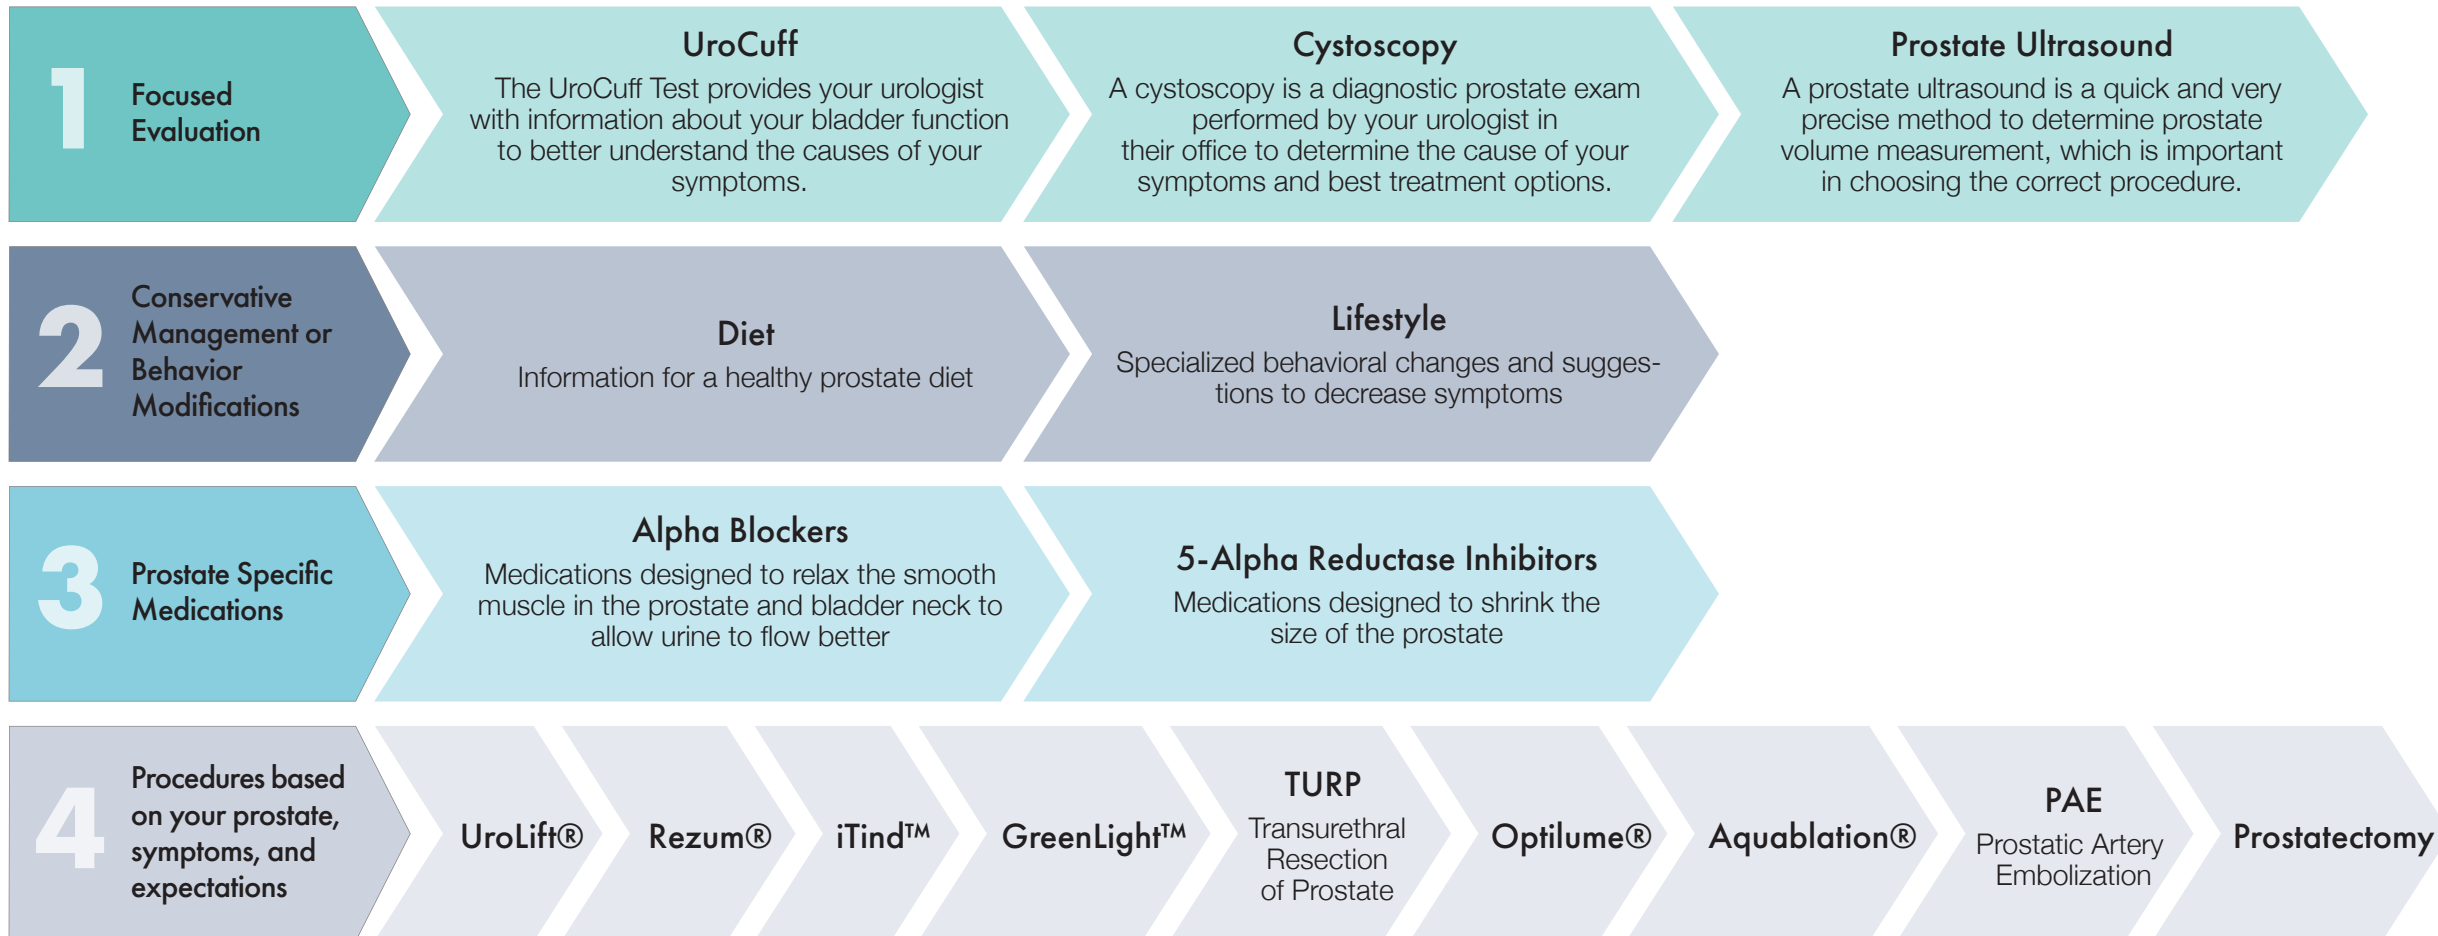 1
Focused
Evaluation
UroCuff
The UroCuff Test provides your urologist
with information about your bladder function
to better understand the causes of your
symptoms.
Cystoscopy
A cystoscopy is a diagnostic prostate exam
performed by your urologist in
their office to determine the cause of your
symptoms and best treatment options.
Prostate Ultrasound
A prostate ultrasound is a quick and very
precise method to determine prostate
volume measurement, which is important
in choosing the correct procedure.
2
Conservative
Management or
Behavior
Modifications
Diet
Information for a healthy prostate diet
Lifestyle
Specialized behavioral changes and sugges-
tions to decrease symptoms
3
Prostate Specific
Medications
Alpha Blockers
Medications designed to relax the smooth
muscle in the prostate and bladder neck to
allow urine to flow better
5-Alpha Reductase Inhibitors
Medications designed to shrink the
size of the prostate
4
Procedures based
on your prostate,
symptoms, and
expectations
UroLift®
Rezum®
iTind™
GreenLight™
TURP
Transurethral
Resection
of Prostate
Optilume®
Aquablation®
PAE
Prostatic Artery
Embolization
Prostatectomy